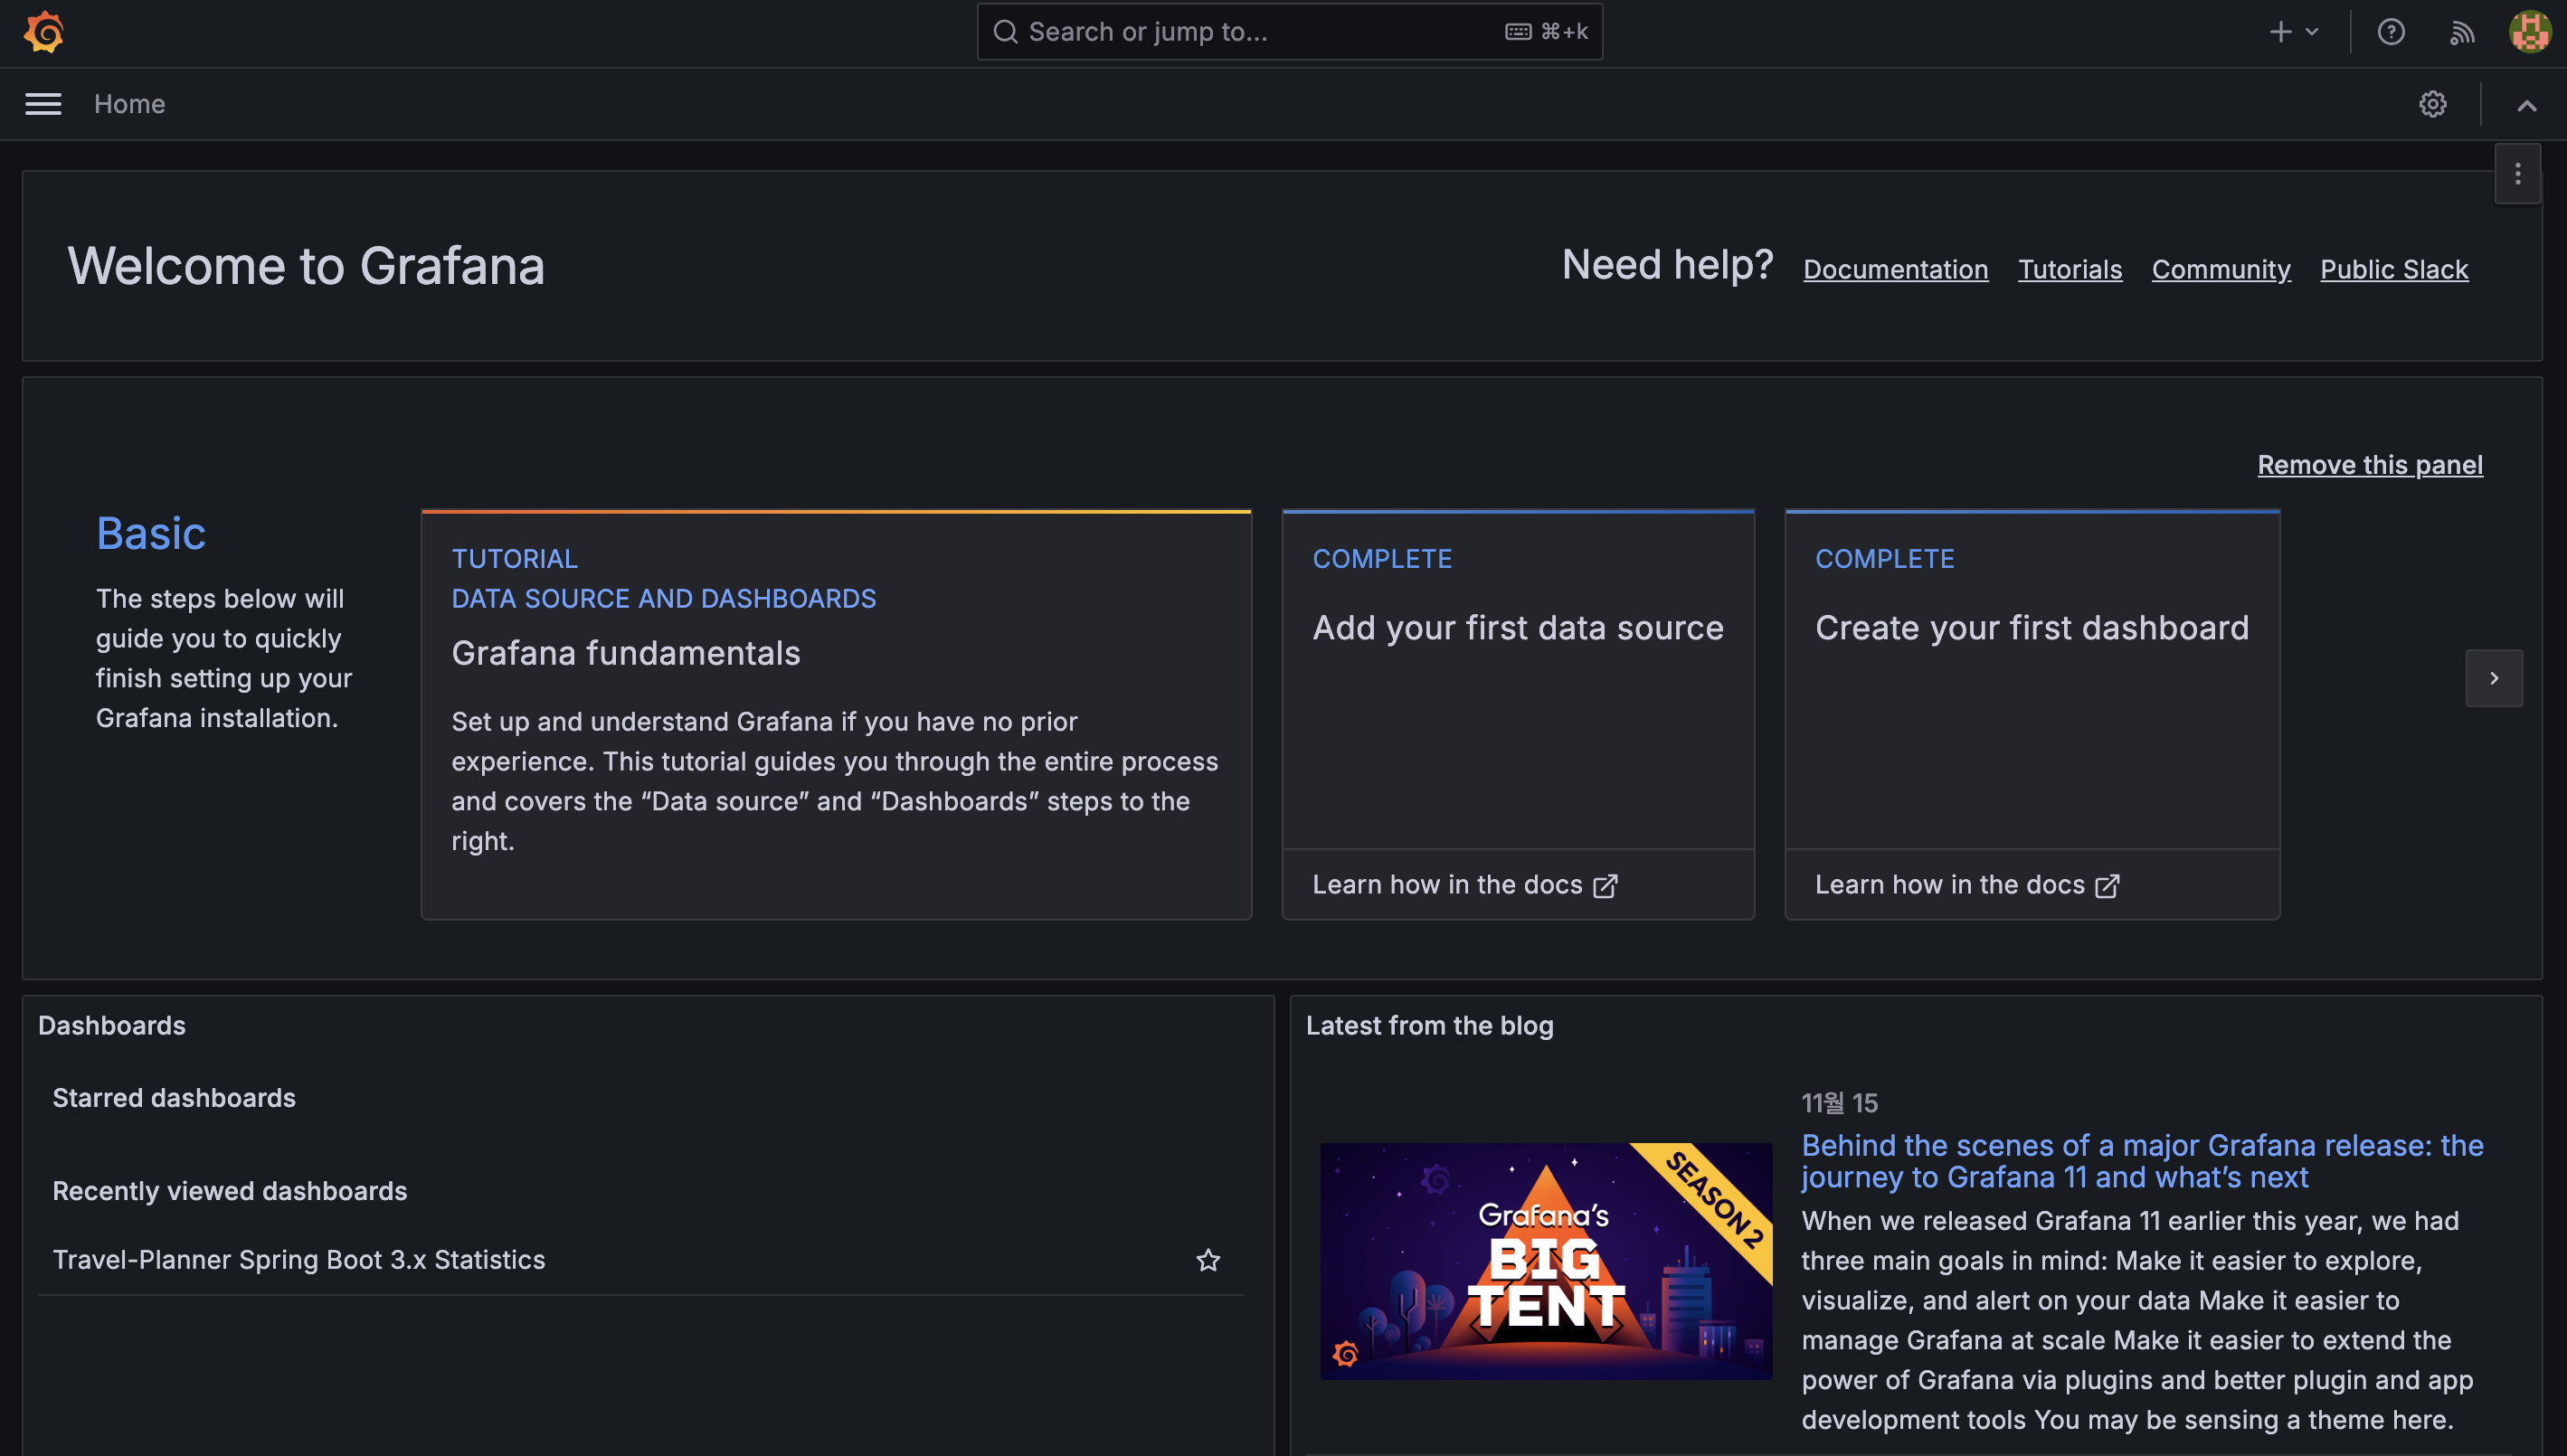 Search or jump to...
⌘+k
Home
Welcome to Grafana
Need help?
Documentation
Tutorials
Community
Public Slack
Remove this panel
Basic
The steps below will
guide you to quickly
finish setting up your
Grafana installation.
TUTORIAL
DATA SOURCE AND DASHBOARDS
Grafana fundamentals
Set up and understand Grafana if you have no prior
experience. This tutorial guides you through the entire process
and covers the “Data source” and “Dashboards” steps to the
right.
COMPLETE
Add your first data source
Learn how in the docs
COMPLETE
Create your first dashboard
Learn how in the docs
Dashboards
Starred dashboards
Recently viewed dashboards
Travel-Planner Spring Boot 3.x Statistics
Latest from the blog
SEASON 2
Grafana’s
BIG
TENT
11월 15
Behind the scenes of a major Grafana release: the
journey to Grafana 11 and what’s next
When we released Grafana 11 earlier this year, we had
three main goals in mind: Make it easier to explore,
visualize, and alert on your data Make it easier to
manage Grafana at scale Make it easier to extend the
power of Grafana via plugins and better plugin and app
development tools You may be sensing a theme here.